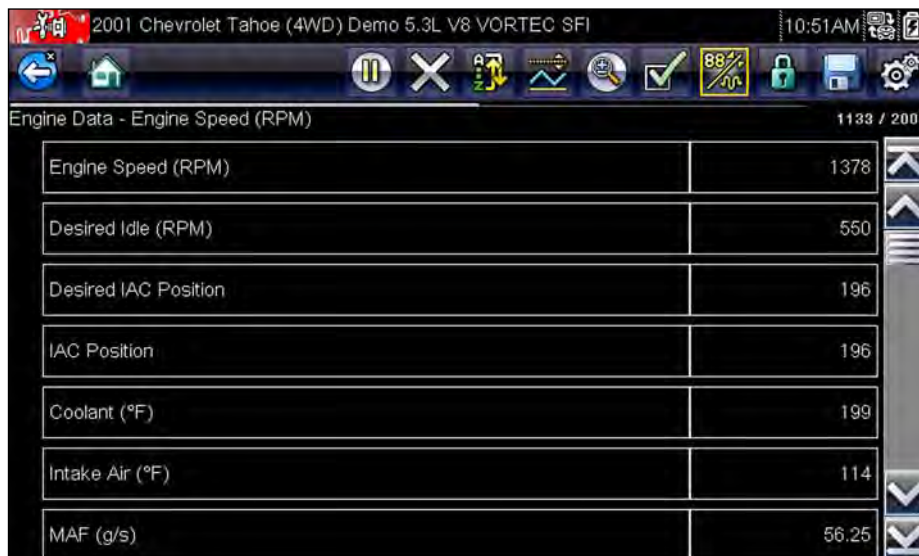 2001 Chevrolet Tahoe (4WD) Demo 5.3L V8 VORTEC SFI 10:51AM
A
Z
88
Engine Data - Engine Speed (RPM) 1133 / 200
Engine Speed (RPM) 1378
Desired Idle (RPM) 550
Desired IAC Position 196
IAC Position 196
Coolant (°F) 199
Intake Air (°F) 114
MAF (g/s) 56.25